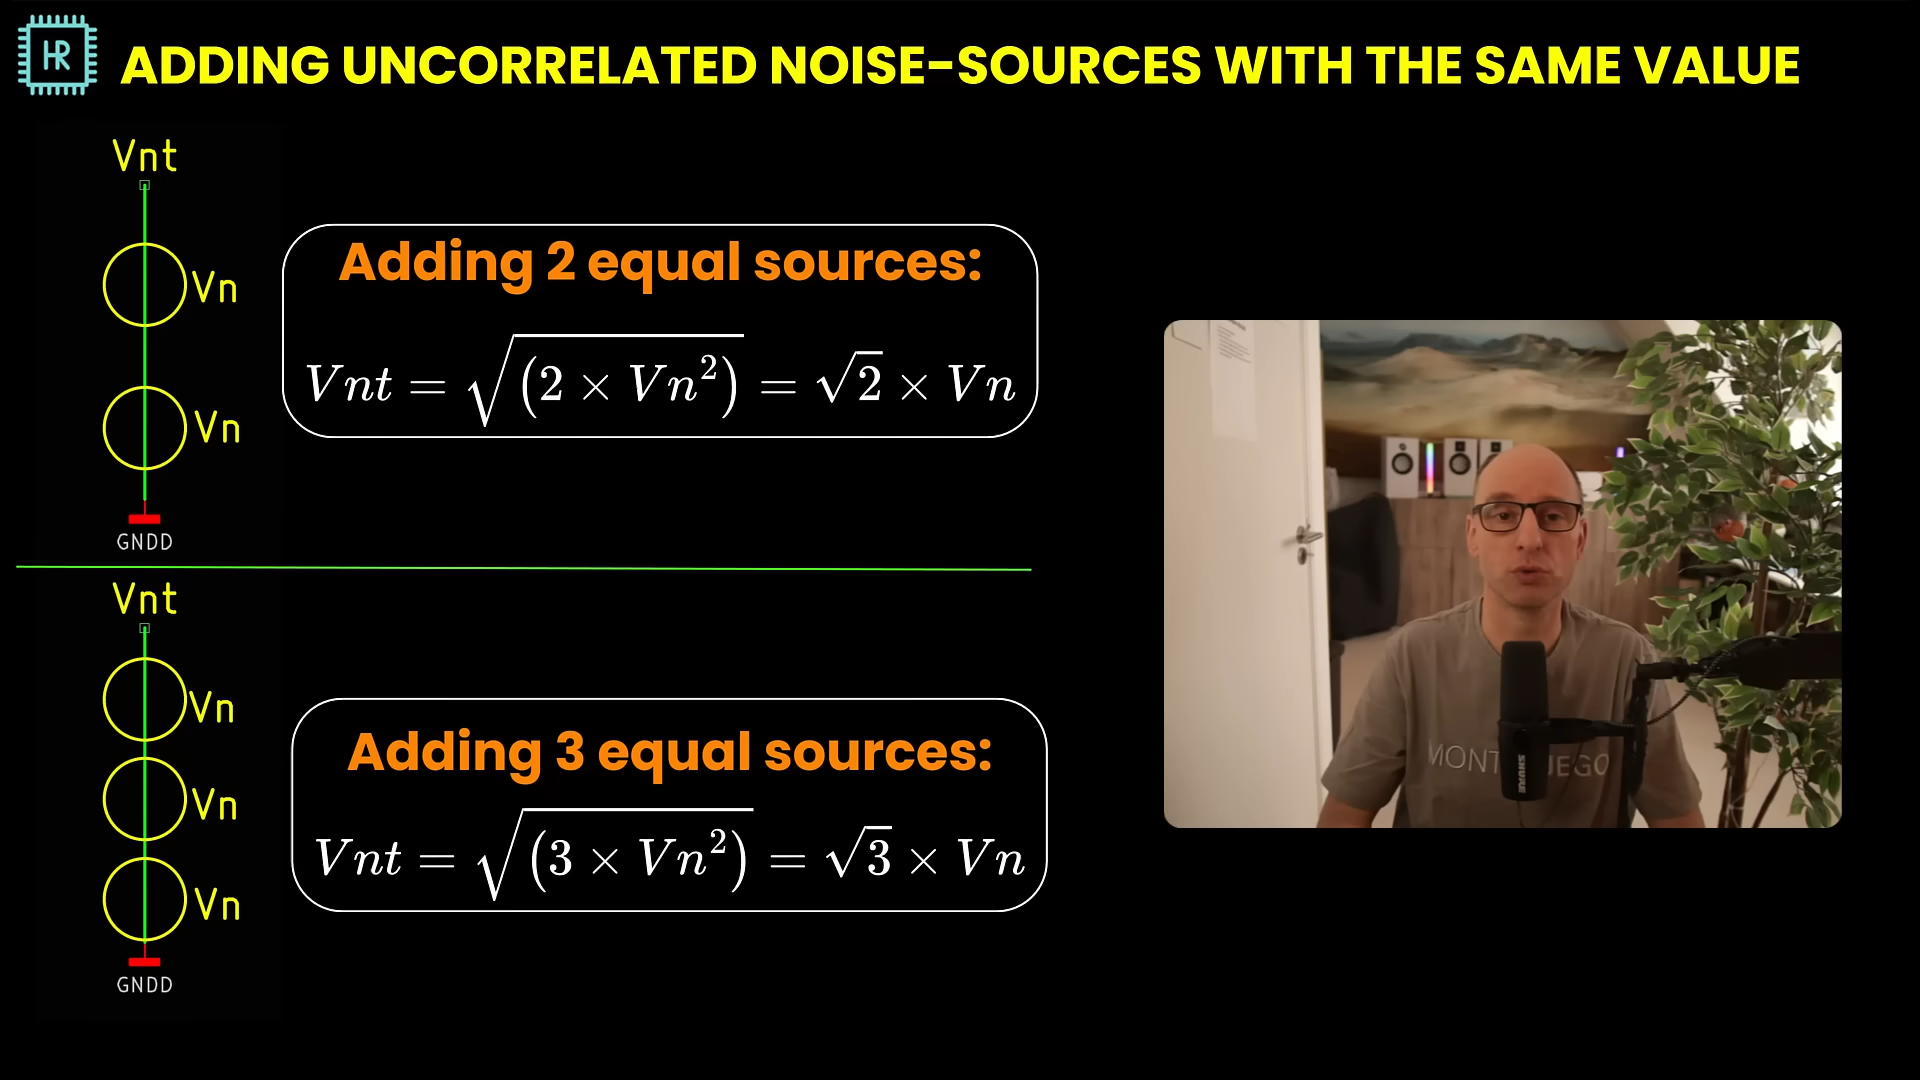 HR
ADDING UNCORRELATED NOISE-SOURCES WITH THE SAME VALUE
Vnt
Vn
Vn
GNDD
Adding 2 equal sources:
Vnt = √(2 × Vn²) = √2 × Vn
Vnt
Vn
Vn
Vn
GNDD
Adding 3 equal sources:
Vnt = √(3 × Vn²) = √3 × Vn
SHURE